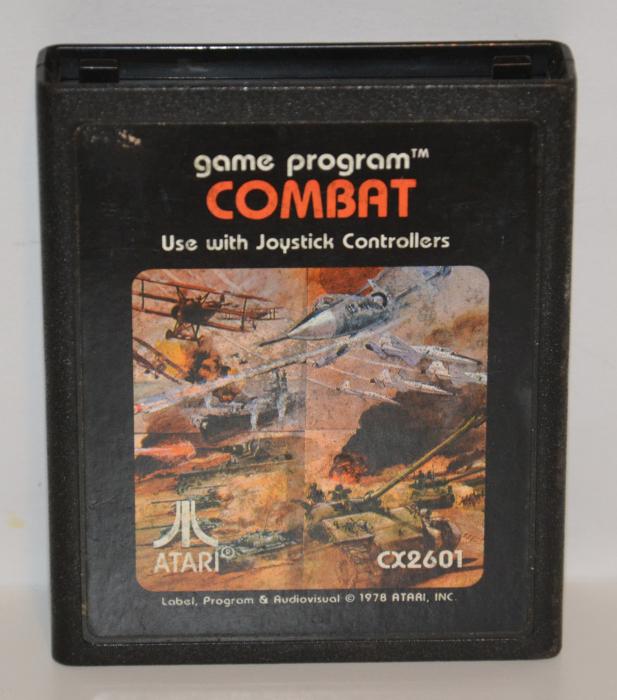 game program™
COMBAT
Use with Joystick Controllers
ATARI®
CX2601
Label, Program & Audiovisual © 1978 ATARI, INC.